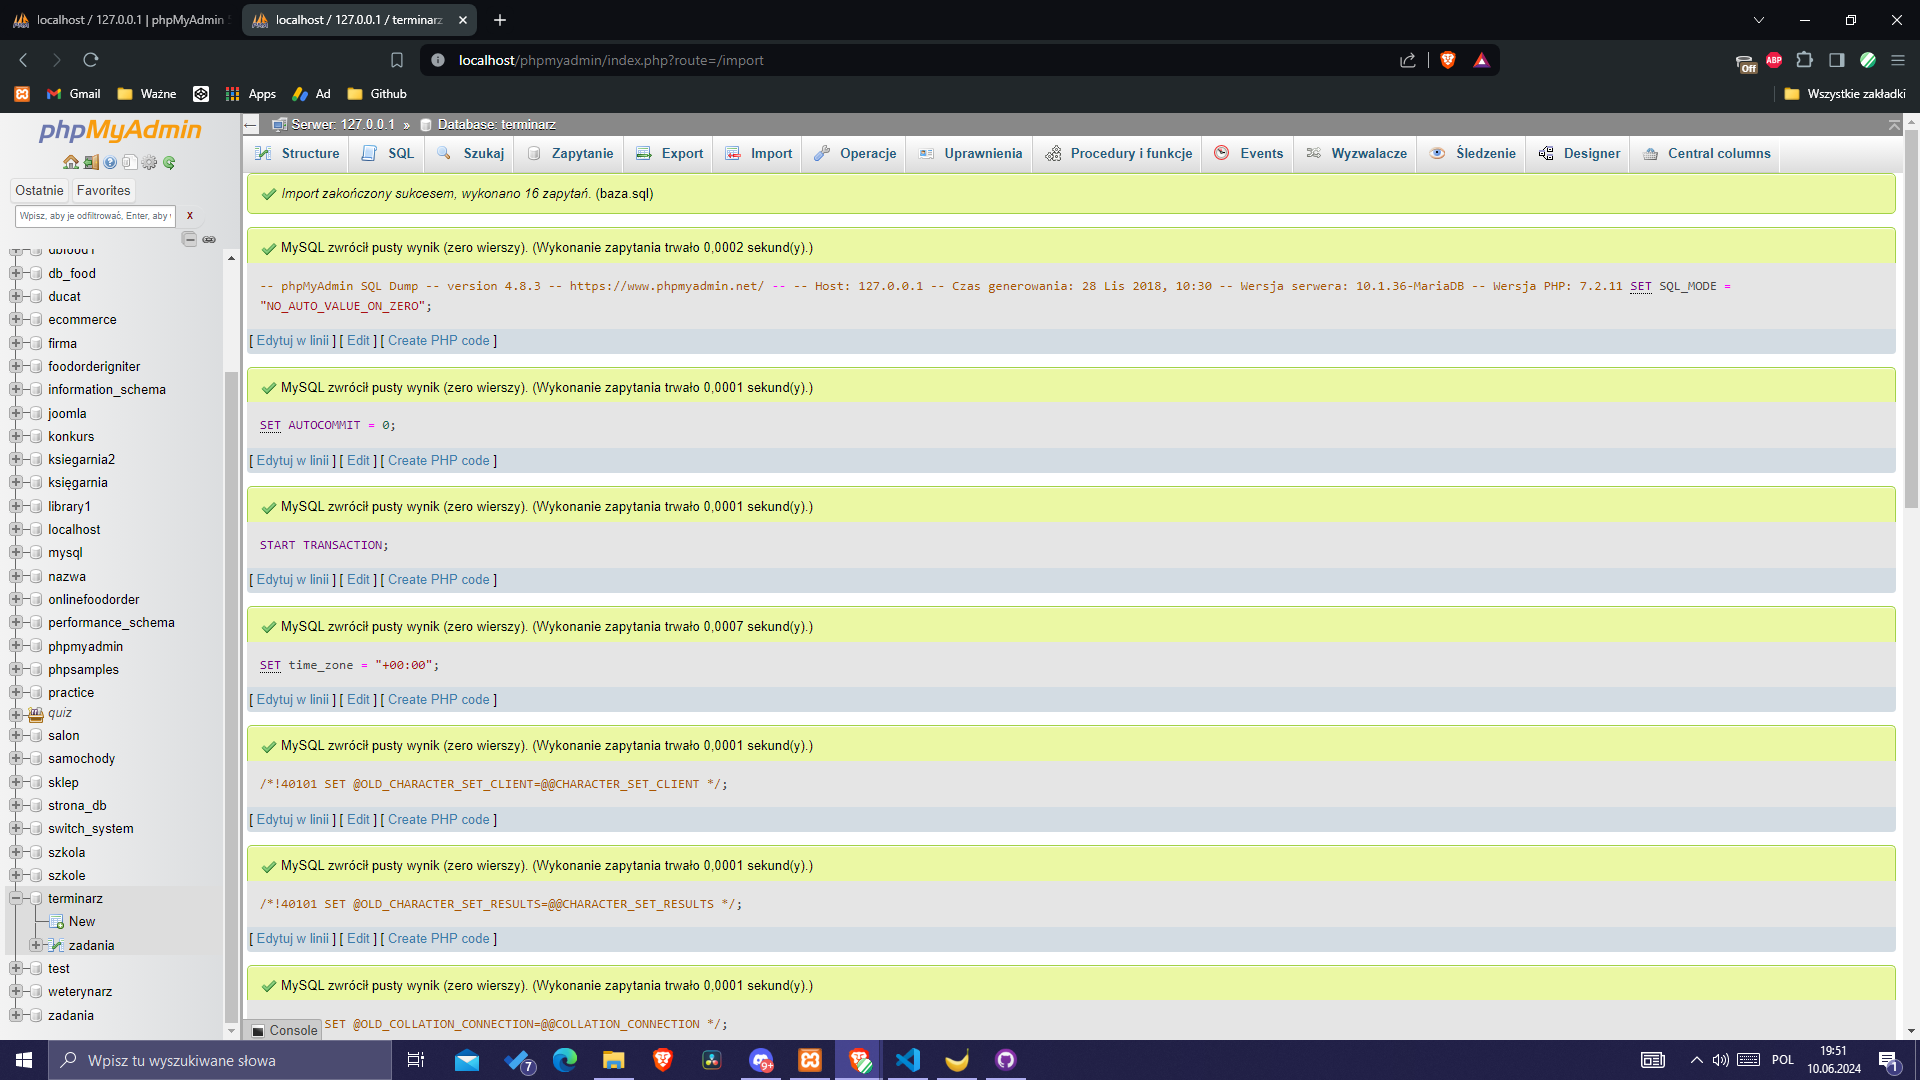 localhost / 127.0.0.1 | phpMyAdmin
localhost / 127.0.0.1 / terminarz
localhost/phpmyadmin/index.php?route=/import
Off
ABP
Gmail
Ważne
Apps
Ad
Github
Wszystkie zakładki
phpMyAdmin
Ostatnie
Favorites
Wpisz, aby je odfiltrować, Enter, aby
X
dbfood1
db_food
ducat
ecommerce
firma
foodorderigniter
information_schema
joomla
konkurs
ksiegarnia2
księgarnia
library1
localhost
mysql
nazwa
onlinefoodorder
performance_schema
phpmyadmin
phpsamples
practice
quiz
salon
samochody
sklep
strona_db
switch_system
szkola
szkole
terminarz
New
zadania
test
weterynarz
zadania
Serwer: 127.0.0.1 » Database: terminarz
Structure
SQL
Szukaj
Zapytanie
Export
Import
Operacje
Uprawnienia
Procedury i funkcje
Events
Wyzwalacze
Śledzenie
Designer
Central columns
Import zakończony sukcesem, wykonano 16 zapytań. (baza.sql)
MySQL zwrócił pusty wynik (zero wierszy). (Wykonanie zapytania trwało 0,0002 sekund(y).)
-- phpMyAdmin SQL Dump -- version 4.8.3 -- https://www.phpmyadmin.net/ -- -- Host: 127.0.0.1 -- Czas generowania: 28 Lis 2018, 10:30 -- Wersja serwera: 10.1.36-MariaDB -- Wersja PHP: 7.2.11 SET SQL_MODE =
"NO_AUTO_VALUE_ON_ZERO";
[ Edytuj w linii ] [ Edit ] [ Create PHP code ]
MySQL zwrócił pusty wynik (zero wierszy). (Wykonanie zapytania trwało 0,0001 sekund(y).)
SET AUTOCOMMIT = 0;
[ Edytuj w linii ] [ Edit ] [ Create PHP code ]
MySQL zwrócił pusty wynik (zero wierszy). (Wykonanie zapytania trwało 0,0001 sekund(y).)
START TRANSACTION;
[ Edytuj w linii ] [ Edit ] [ Create PHP code ]
MySQL zwrócił pusty wynik (zero wierszy). (Wykonanie zapytania trwało 0,0007 sekund(y).)
SET time_zone = "+00:00";
[ Edytuj w linii ] [ Edit ] [ Create PHP code ]
MySQL zwrócił pusty wynik (zero wierszy). (Wykonanie zapytania trwało 0,0001 sekund(y).)
/*!40101 SET @OLD_CHARACTER_SET_CLIENT=@@CHARACTER_SET_CLIENT */;
[ Edytuj w linii ] [ Edit ] [ Create PHP code ]
MySQL zwrócił pusty wynik (zero wierszy). (Wykonanie zapytania trwało 0,0001 sekund(y).)
/*!40101 SET @OLD_CHARACTER_SET_RESULTS=@@CHARACTER_SET_RESULTS */;
[ Edytuj w linii ] [ Edit ] [ Create PHP code ]
MySQL zwrócił pusty wynik (zero wierszy). (Wykonanie zapytania trwało 0,0001 sekund(y).)
SET @OLD_COLLATION_CONNECTION=@@COLLATION_CONNECTION */;
Console
Wpisz tu wyszukiwane słowa
7
9+
POL
19:51
10.06.2024
1